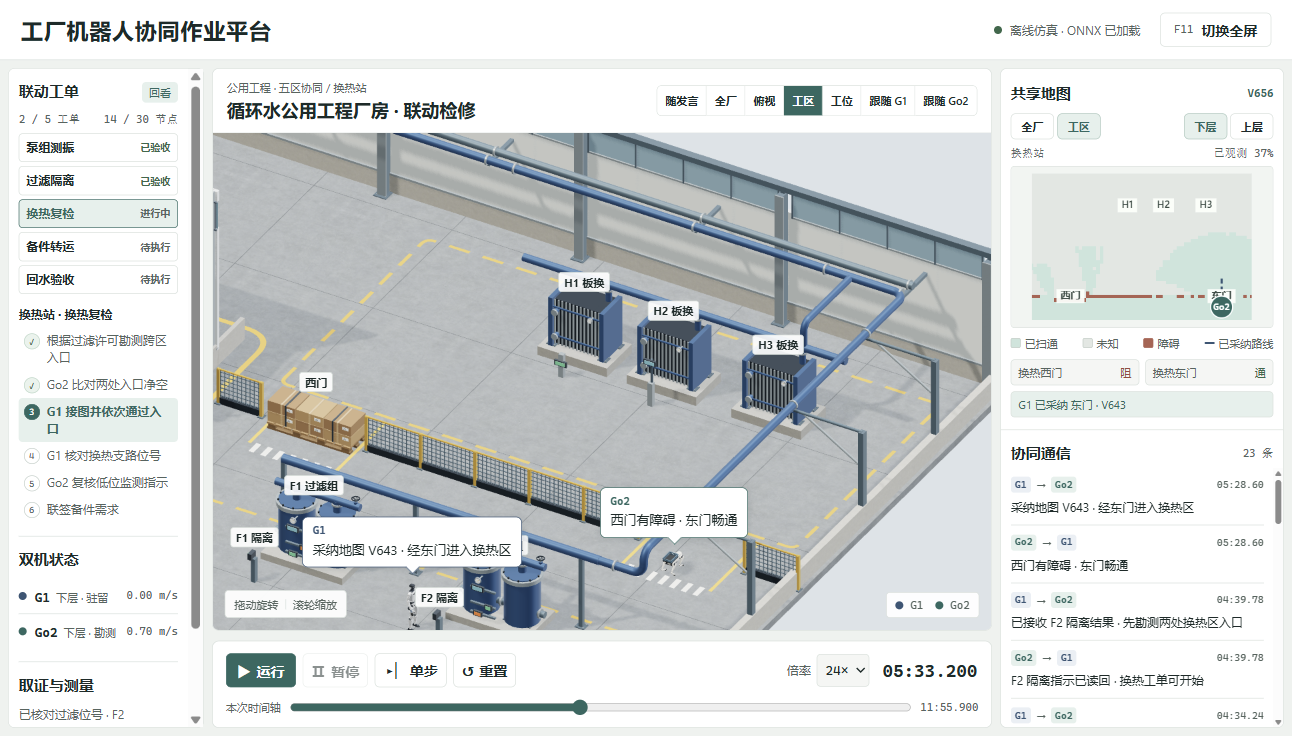 工厂机器人协同作业平台
离线仿真 · ONNX 已加载
F11 切换全屏
联动工单
回看
2 / 5 工单 14 / 30 节点
泵组测振 已验收
过滤隔离 已验收
换热复检 进行中
备件转运 待执行
回水验收 待执行
换热站 · 换热复检
✓ 根据过滤许可勘测跨区
入口
✓ Go2 比对两处入口净空
3 G1 接图并依次通过入
口
4 G1 核对换热支路位号
5 Go2 复核低位监测指示
6 联签备件需求
双机状态
G1 下层 · 驻留 0.00 m/s
Go2 下层 · 勘测 0.70 m/s
取证与测量
已核对过滤位号 · F2
公用工程 · 五区协同 / 换热站
循环水公用工程厂房 · 联动检修
随发言 全厂 俯视 工区 工位 跟随 G1 跟随 Go2
H1 板换
H2 板换
H3 板换
西门
F1 过滤组
F1 隔离
G1
采纳地图 V643 · 经东门进入换热区
Go2
西门有障碍 · 东门畅通
F2 隔离
拖动旋转 滚轮缩放
G1 Go2
运行 暂停 单步 重置
倍率 24× 05:33.200
本次时间轴 11:55.900
共享地图 V656
全厂 工区 下层 上层
换热站 已观测 37%
H1 H2 H3
西门
东门
Go2
已扫通 未知 障碍 已采纳路线
换热西门 阻 换热东门 通
G1 已采纳 东门 · V643
协同通信 23 条
G1 → Go2 05:28.60
采纳地图 V643 · 经东门进入换热区
Go2 → G1 05:28.60
西门有障碍 · 东门畅通
G1 → Go2 04:39.78
已接收 F2 隔离结果 · 先勘测两处换热区入口
Go2 → G1 04:39.78
F2 隔离指示已读回 · 换热工单可开始
G1 → Go2 04:34.24